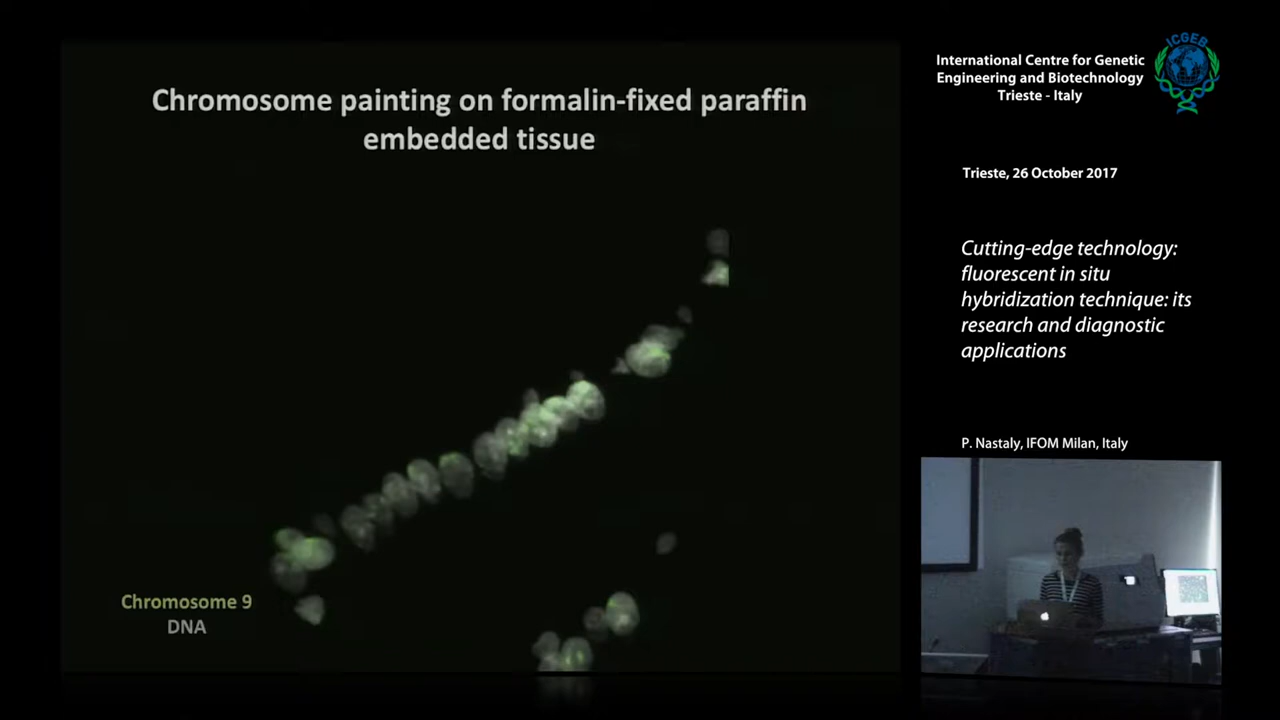 Chromosome painting on formalin-fixed paraffin
embedded tissue
Chromosome 9
DNA
International Centre for Genetic
Engineering and Biotechnology
Trieste - Italy
ICGEB
Trieste, 26 October 2017
Cutting-edge technology:
fluorescent in situ
hybridization technique: its
research and diagnostic
applications
P. Nastaly, IFOM Milan, Italy